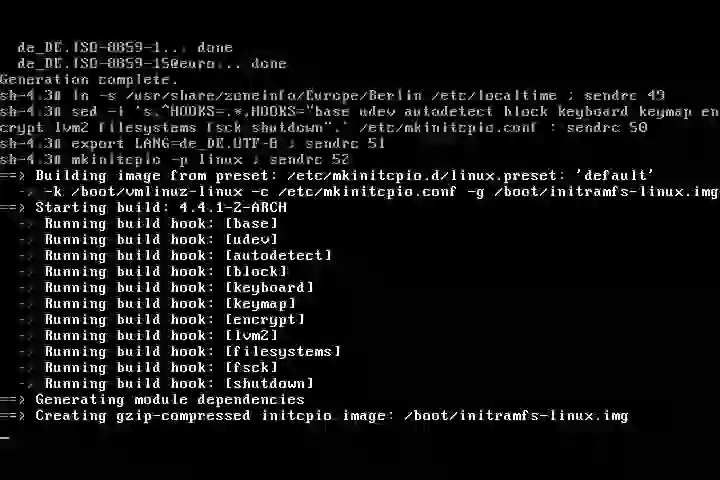 de_DE.ISO-8859-1... done
de_DE.ISO-8859-15@euro... done
Generation complete.
sh-4.3# ln -s /usr/share/zoneinfo/Europe/Berlin /etc/localtime ; sendrc 49
sh-4.3# sed -i 's.^HOOKS=.*,HOOKS="base udev autodetect block keyboard keymap en
crypt lvm2 filesystems fsck shutdown".' /etc/mkinitcpio.conf ; sendrc 50
sh-4.3# export LANG=de_DE.UTF-8 ; sendrc 51
sh-4.3# mkinitcpio -p linux ; sendrc 52
==> Building image from preset: /etc/mkinitcpio.d/linux.preset: 'default'
-> -k /boot/vmlinuz-linux -c /etc/mkinitcpio.conf -g /boot/initramfs-linux.img
==> Starting build: 4.4.1-2-ARCH
-> Running build hook: [base]
-> Running build hook: [udev]
-> Running build hook: [autodetect]
-> Running build hook: [block]
-> Running build hook: [keyboard]
-> Running build hook: [keymap]
-> Running build hook: [encrypt]
-> Running build hook: [lvm2]
-> Running build hook: [filesystems]
-> Running build hook: [fsck]
-> Running build hook: [shutdown]
==> Generating module dependencies
==> Creating gzip-compressed initcpio image: /boot/initramfs-linux.img